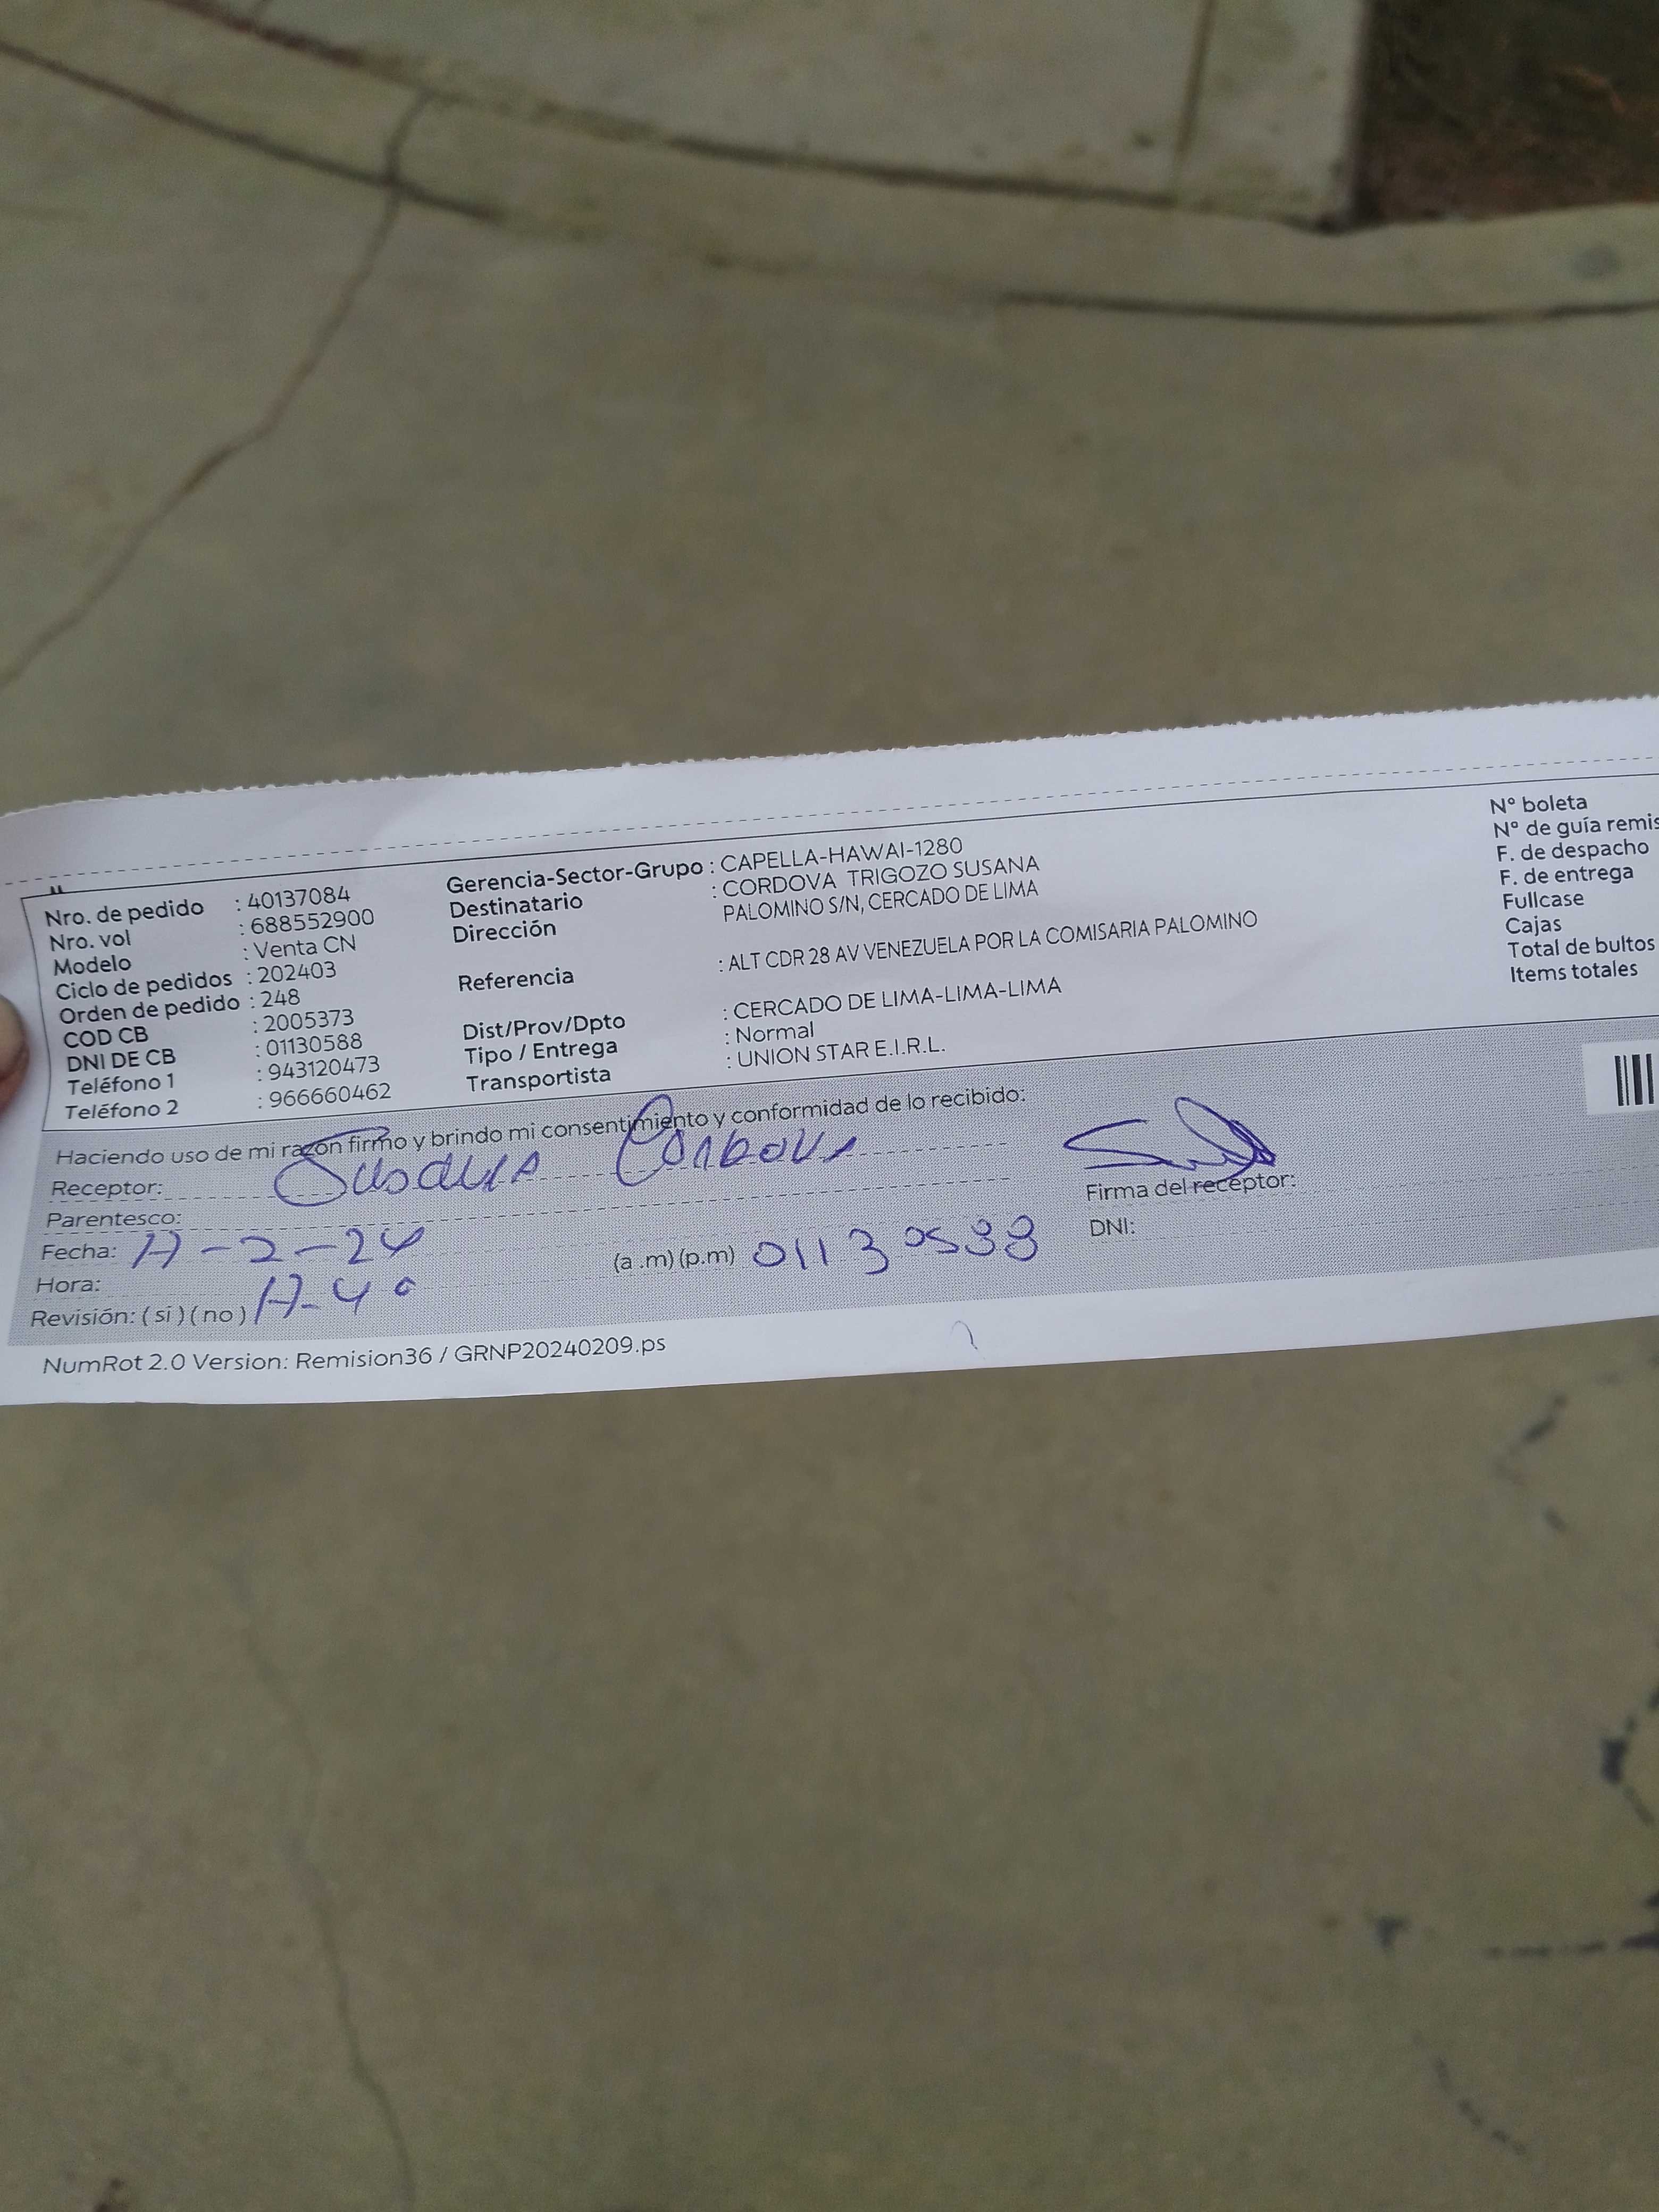 Nro. de pedido : 40137084
Nro. vol : 688552900
Modelo : Venta CN
Ciclo de pedidos : 202403
Orden de pedido : 248
COD CB : 2005373
DNI DE CB : 01130588
Teléfono 1 : 943120473
Teléfono 2 : 966660462
Gerencia-Sector-Grupo : CAPELLA-HAWAI-1280
Destinatario : CORDOVA TRIGOZO SUSANA
Dirección PALOMINO S/N, CERCADO DE LIMA
Referencia : ALT CDR 28 AV VENEZUELA POR LA COMISARIA PALOMINO
Dist/Prov/Dpto : CERCADO DE LIMA-LIMA-LIMA
Tipo / Entrega : Normal
Transportista : UNION STAR E.I.R.L.
N° boleta
N° de guía remis
F. de despacho
F. de entrega
Fullcase
Cajas
Total de bultos
Items totales
Haciendo uso de mi razón firmo y brindo mi consentimiento y conformidad de lo recibido:
Receptor: Susana Cordova
Parentesco:
Fecha: 17-2-24
Hora:
(a .m) (p.m) 01130588
Revisión: ( si ) ( no ) 17-40
Firma del receptor:
DNI:
NumRot 2.0 Version: Remision36 / GRNP20240209.ps